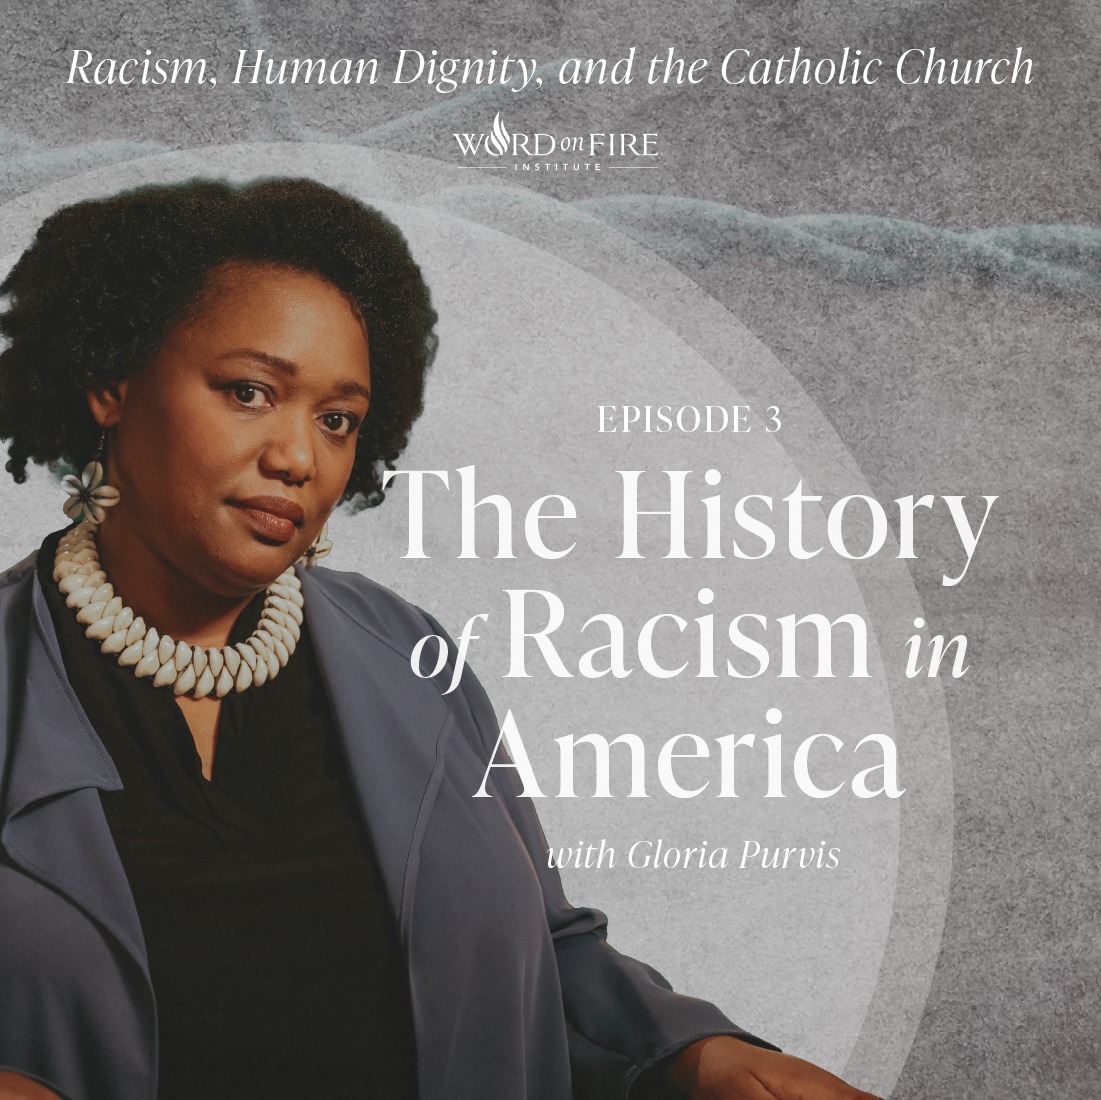 Racism, Human Dignity, and the Catholic Church
WORD on FIRE
INSTITUTE
EPISODE 3
The History
of Racism in
America
with Gloria Purvis